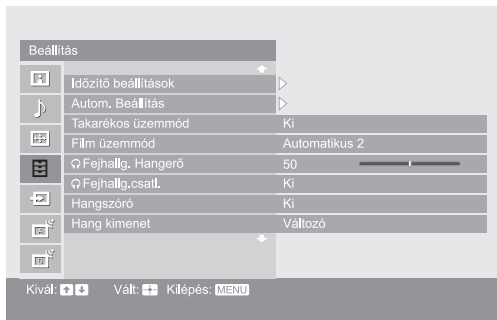 Beállítás
Időzítő beállítások
Autom. Beállítás
Takarékos üzemmód Ki
Film üzemmód Automatikus 2
Fejhallg. Hangerő 50
Fejhallg.csatl. Ki
Hangszóró Ki
Hang kimenet Változó
Kivál: Vált: Kilépés: MENU